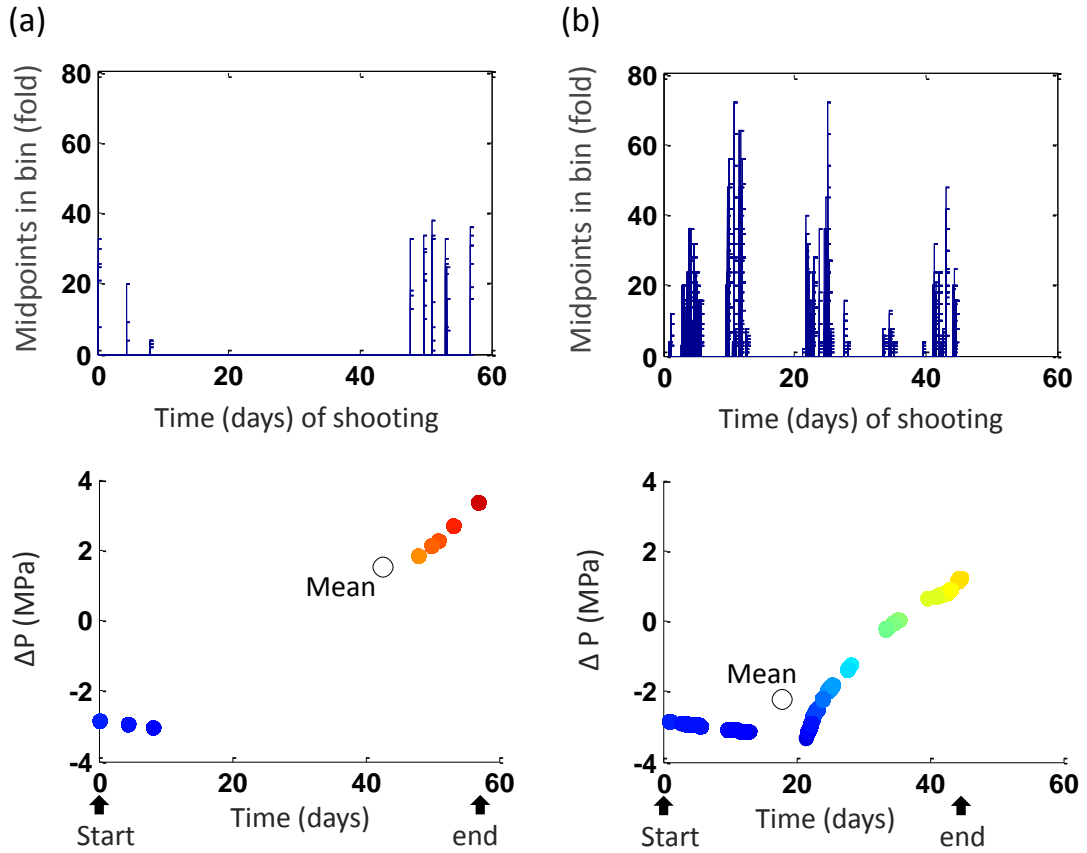 (a)
(b)
80
60
40
20
0
Midpoints in bin (fold)
0 20 40 60
Time (days) of shooting
80
60
40
20
0
Midpoints in bin (fold)
0 20 40 60
Time (days) of shooting
4
2
0
-2
-4
ΔP (MPa)
Mean
0 20 40 60
Time (days)
Start
end
4
2
0
-2
-4
Δ P (MPa)
Mean
0 20 40 60
Time (days)
Start
end